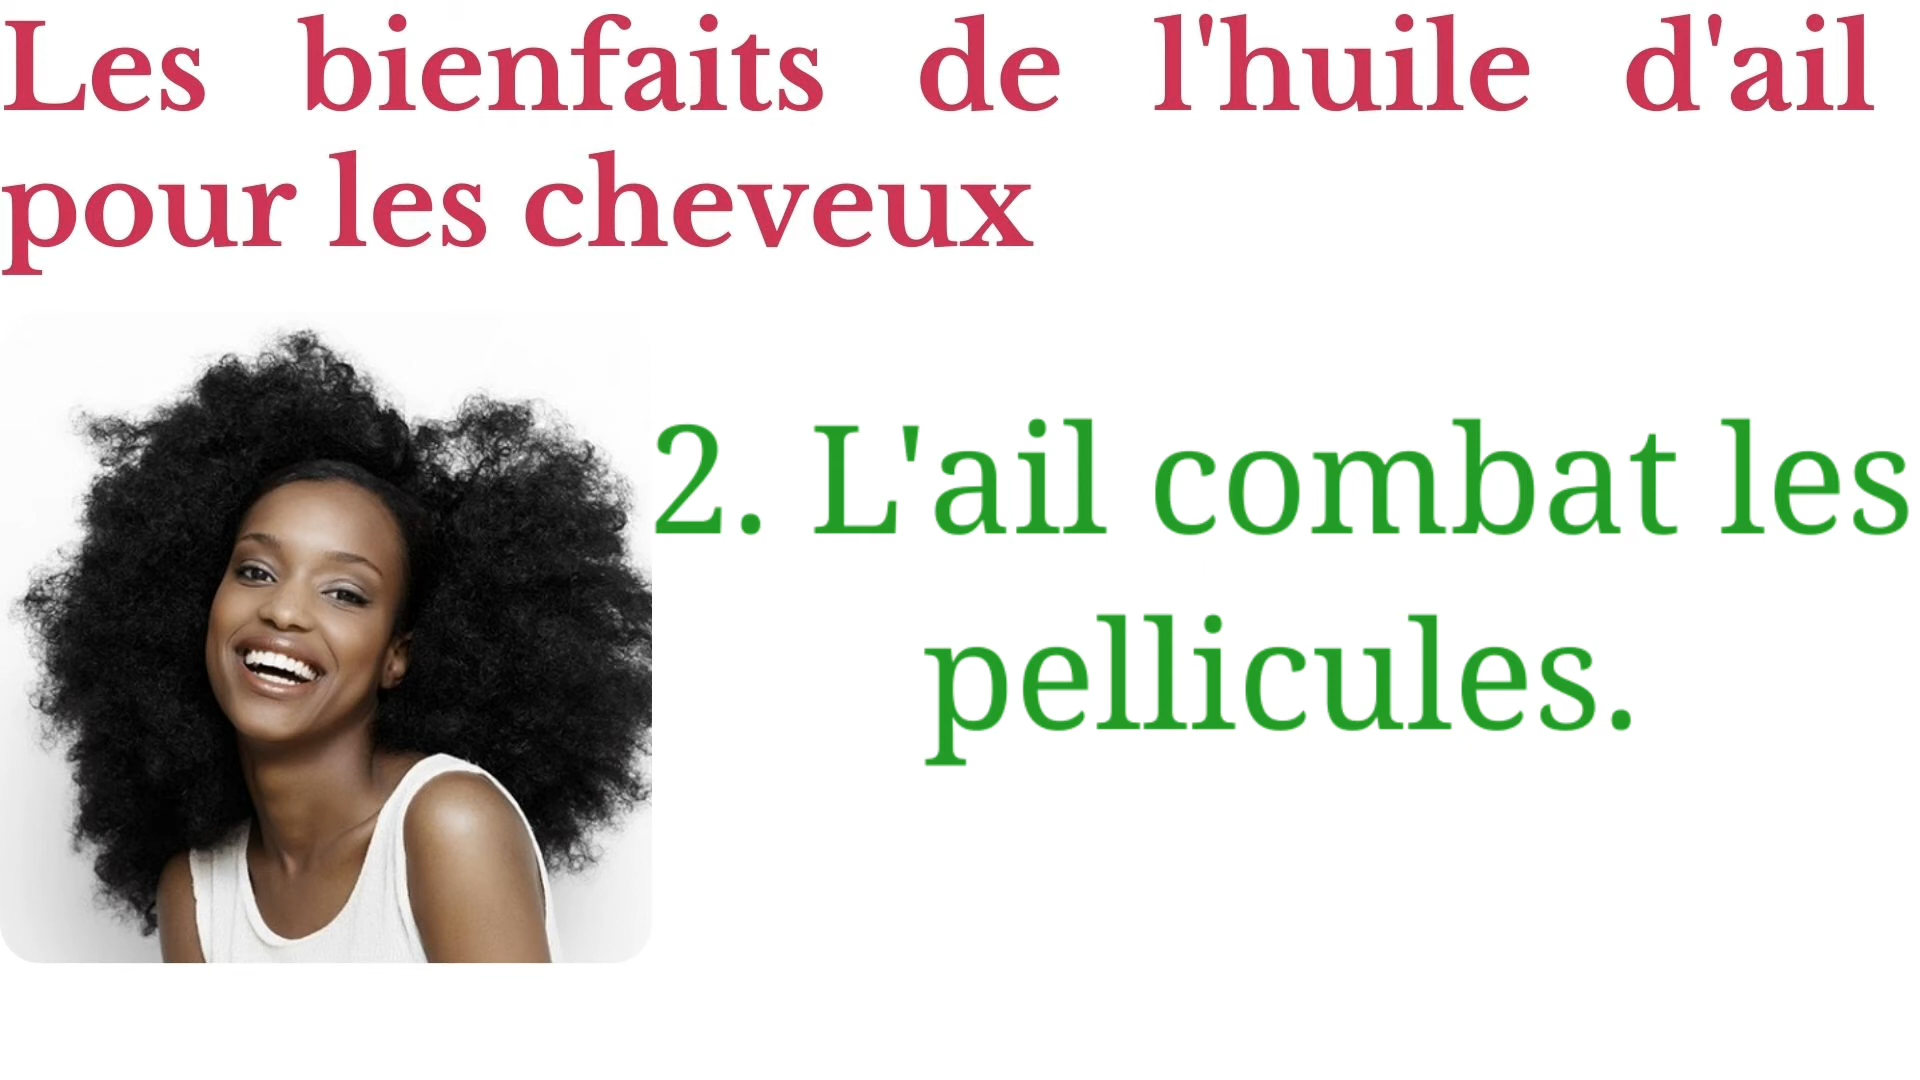 Les bienfaits de l'huile d'ail
pour les cheveux
2. L'ail combat les
pellicules.